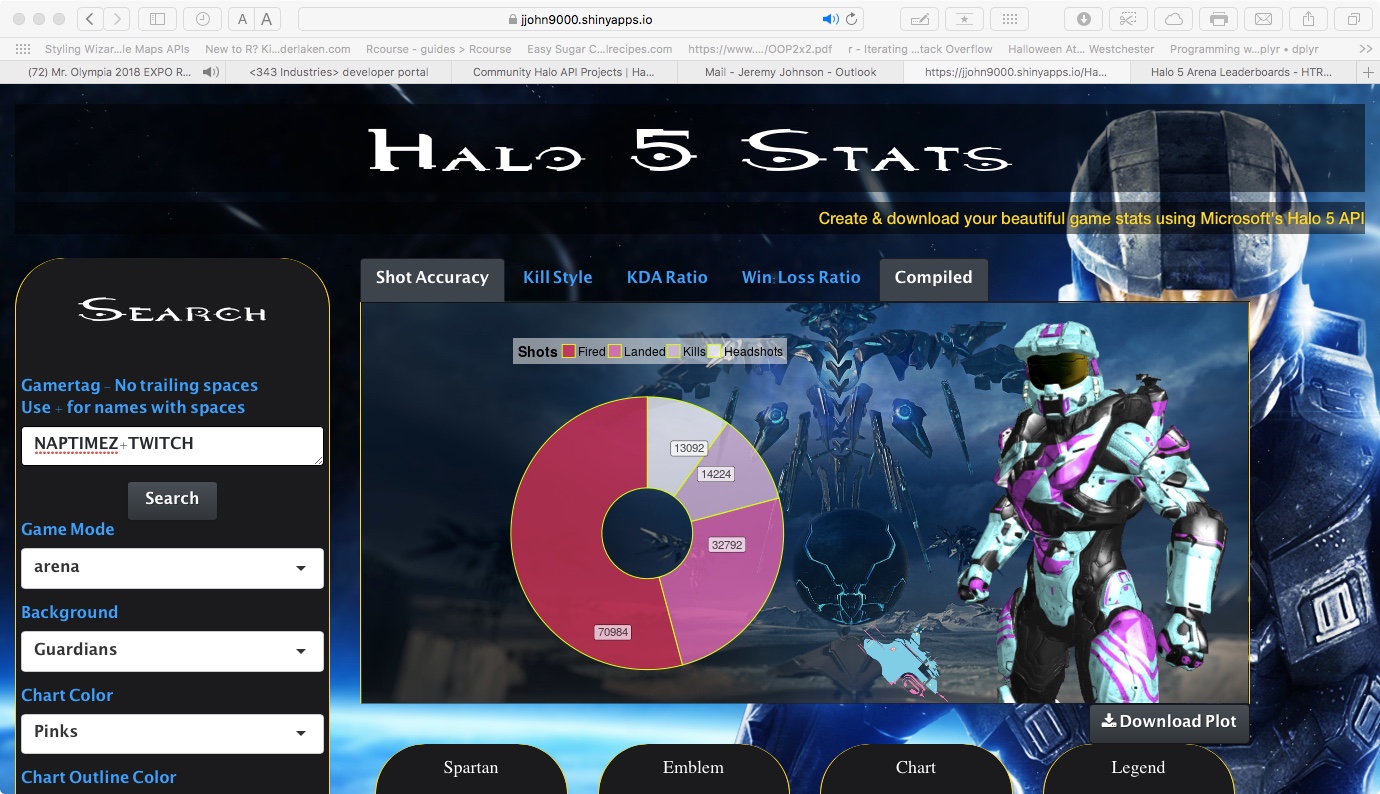 A A
jjohn9000.shinyapps.io
Styling Wizar...le Maps APIs New to R? Ki...derlaken.com Rcourse - guides > Rcourse Easy Sugar C...lrecipes.com https://www..../OOP2x2.pdf r - Iterating ...tack Overflow Halloween At... Westchester Programming w...plyr • dplyr >>
(72) Mr. Olympia 2018 EXPO R... <343 Industries> developer portal Community Halo API Projects | Ha... Mail - Jeremy Johnson - Outlook https://jjohn9000.shinyapps.io/Ha... Halo 5 Arena Leaderboards - HTR... +
Halo 5 Stats
Create & download your beautiful game stats using Microsoft's Halo 5 API
Shot Accuracy Kill Style KDA Ratio Win:Loss Ratio Compiled
Search
Gamertag - No trailing spaces
Use + for names with spaces
NAPTIMEZ+TWITCH
Search
Game Mode
arena
Background
Guardians
Chart Color
Pinks
Chart Outline Color
Shots Fired Landed Kills Headshots
13092
14224
32792
70984
Download Plot
Spartan Emblem Chart Legend